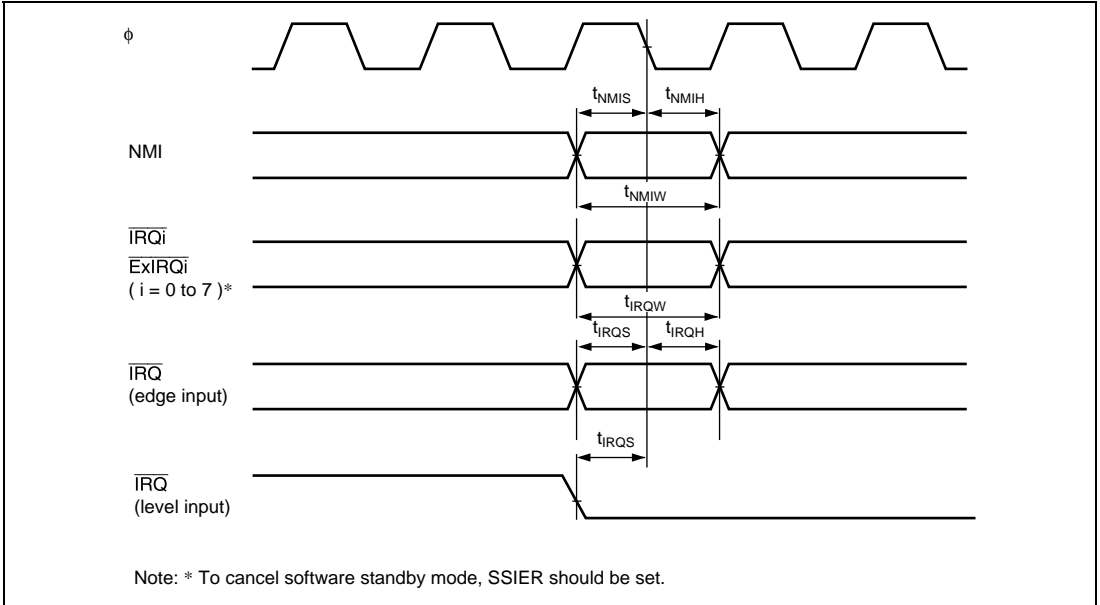 ϕ
tNMIS tNMIH
NMI
tNMIW
IRQi
ExIRQi
( i = 0 to 7 )*
tIRQW
tIRQS tIRQH
IRQ
(edge input)
tIRQS
IRQ
(level input)
Note: * To cancel software standby mode, SSIER should be set.